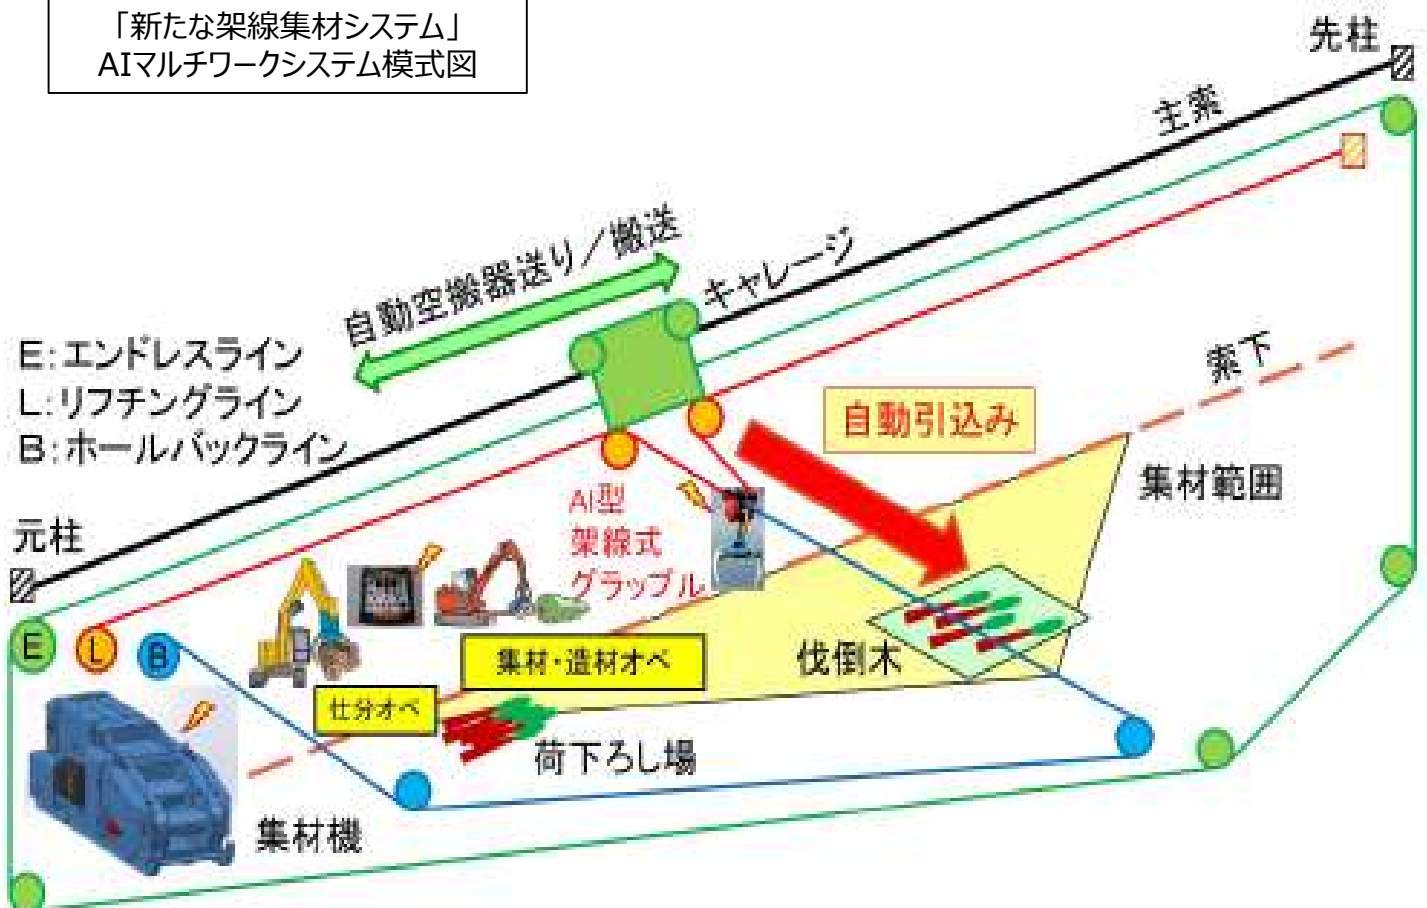 「新たな架線集材システム」
AIマルチワークシステム模式図
先柱
主索
自動空搬器送り／搬送
キャレージ
E:エンドレスライン
L:リフチングライン
B:ホールバックライン
索下
自動引込み
集材範囲
元柱
AI型
架線式
グラップル
E
L
B
集材・造材オペ
伐倒木
仕分オペ
荷下ろし場
集材機